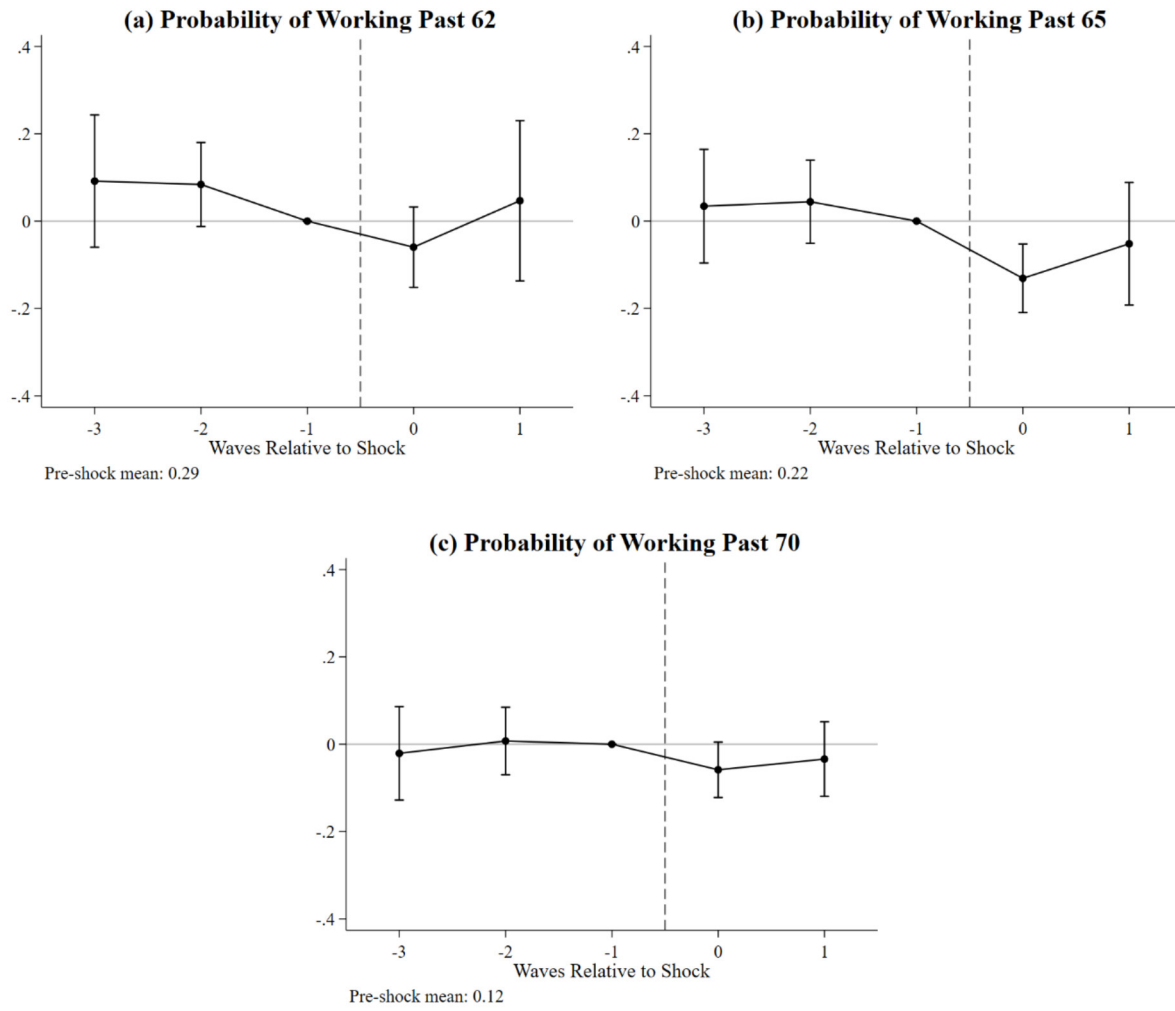 (a) Probability of Working Past 62
.4
.2
0
-.2
-.4
-3 -2 -1 0 1
Waves Relative to Shock
Pre-shock mean: 0.29
(b) Probability of Working Past 65
.4
.2
0
-.2
-.4
-3 -2 -1 0 1
Waves Relative to Shock
Pre-shock mean: 0.22
(c) Probability of Working Past 70
.4
.2
0
-.2
-.4
-3 -2 -1 0 1
Waves Relative to Shock
Pre-shock mean: 0.12